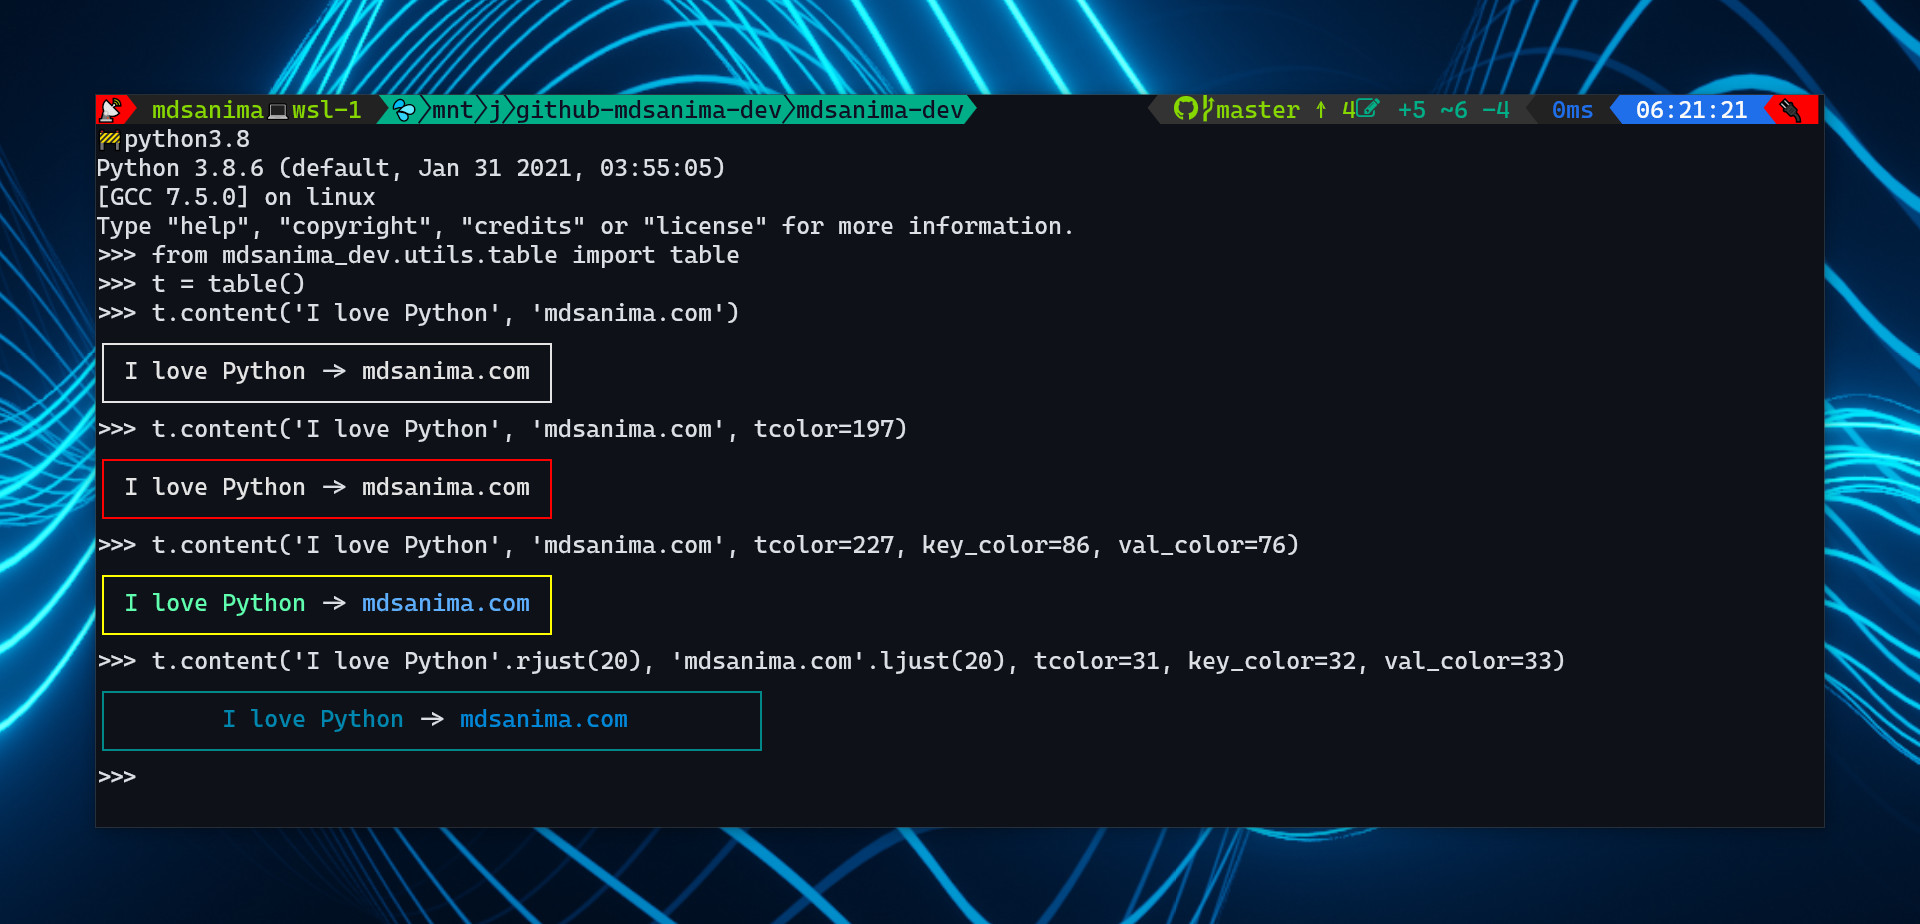 mdsanima wsl-1 mnt j github-mdsanima-dev mdsanima-dev master ↑ 4 +5 ~6 -4 0ms 06:21:21
python3.8
Python 3.8.6 (default, Jan 31 2021, 03:55:05)
[GCC 7.5.0] on linux
Type "help", "copyright", "credits" or "license" for more information.
>>> from mdsanima_dev.utils.table import table
>>> t = table()
>>> t.content('I love Python', 'mdsanima.com')
I love Python → mdsanima.com
>>> t.content('I love Python', 'mdsanima.com', tcolor=197)
I love Python → mdsanima.com
>>> t.content('I love Python', 'mdsanima.com', tcolor=227, key_color=86, val_color=76)
I love Python → mdsanima.com
>>> t.content('I love Python'.rjust(20), 'mdsanima.com'.ljust(20), tcolor=31, key_color=32, val_color=33)
I love Python → mdsanima.com
>>>